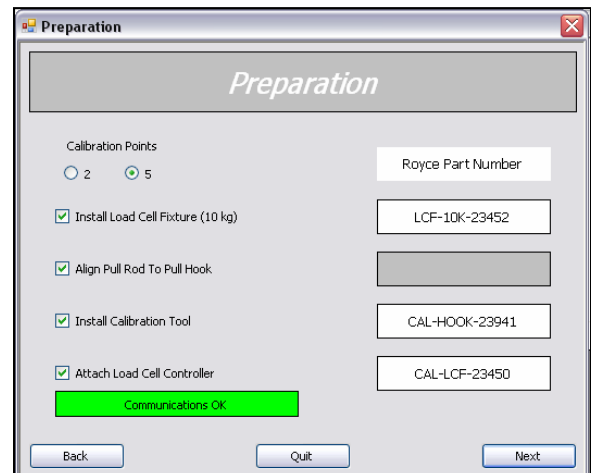 Preparation
Preparation
Calibration Points
2 5
Royce Part Number
Install Load Cell Fixture (10 kg)
LCF-10K-23452
Align Pull Rod To Pull Hook
Install Calibration Tool
CAL-HOOK-23941
Attach Load Cell Controller
CAL-LCF-23450
Communications OK
Back Quit Next